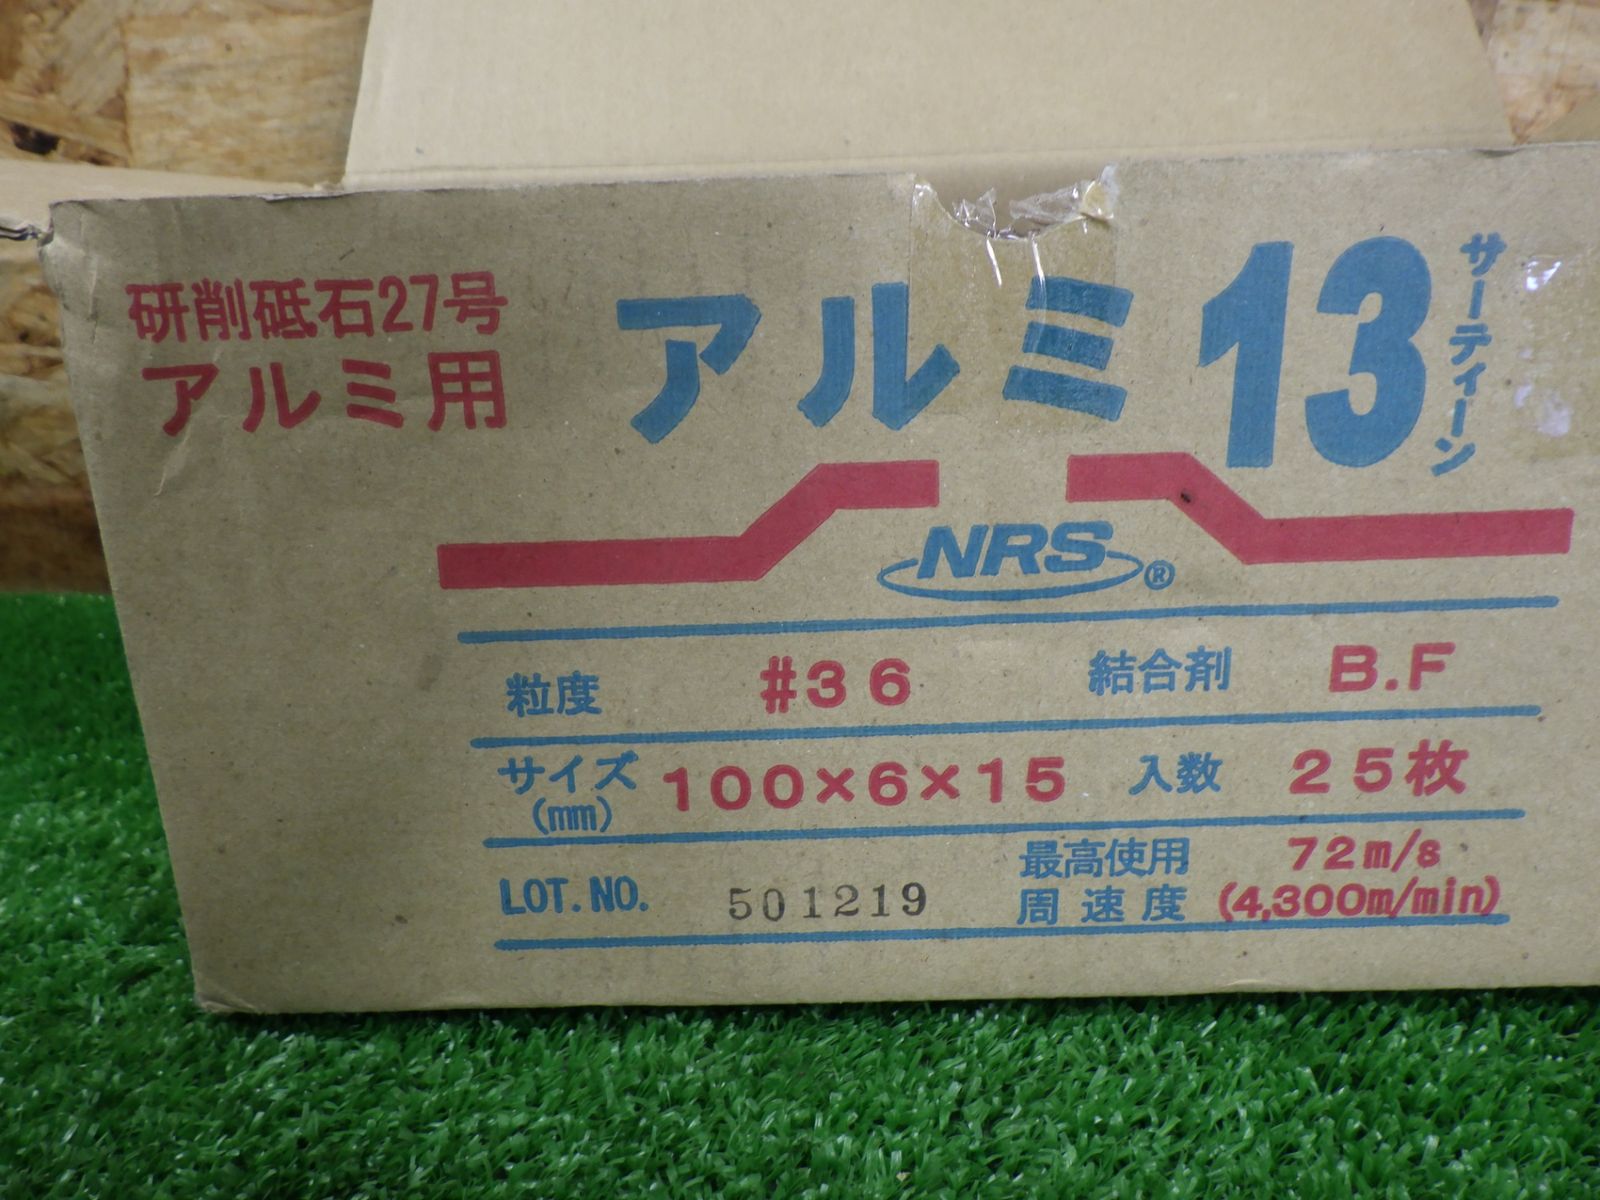 研削砥石27号
アルミ用
アルミ13
サーティーン
NRS®
粒度 #36 結合剤 B.F
サイズ(mm) 100×6×15 入数 25枚
LOT.NO. 501219
最高使用 72m/s
周速度 (4,300m/min)